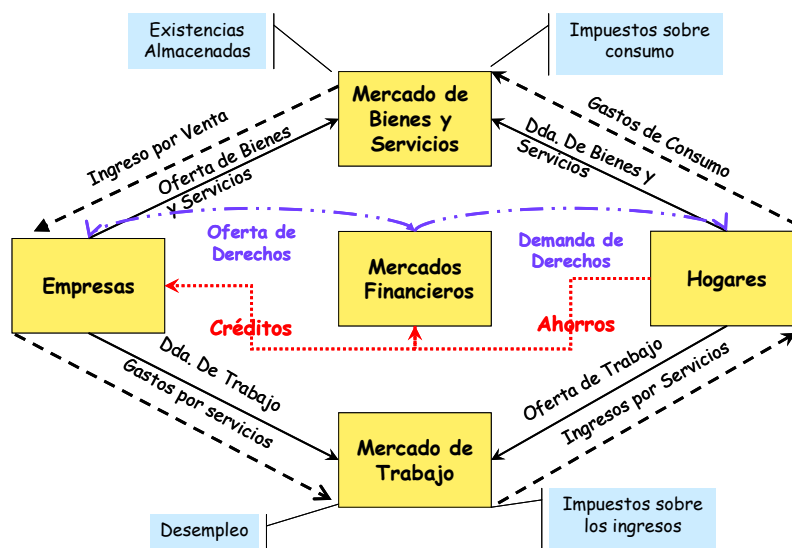 Existencias
Almacenadas
Impuestos sobre
consumo
Mercado de
Bienes y
Servicios
Ingreso por Venta
Oferta de Bienes
y Servicios
Gastos de Consumo
Dda. De Bienes y
Servicios
Oferta de
Derechos
Demanda de
Derechos
Empresas
Mercados
Financieros
Hogares
Créditos
Ahorros
Dda. De Trabajo
Gastos por servicios
Oferta de Trabajo
Ingresos por Servicios
Mercado de
Trabajo
Desempleo
Impuestos sobre
los ingresos